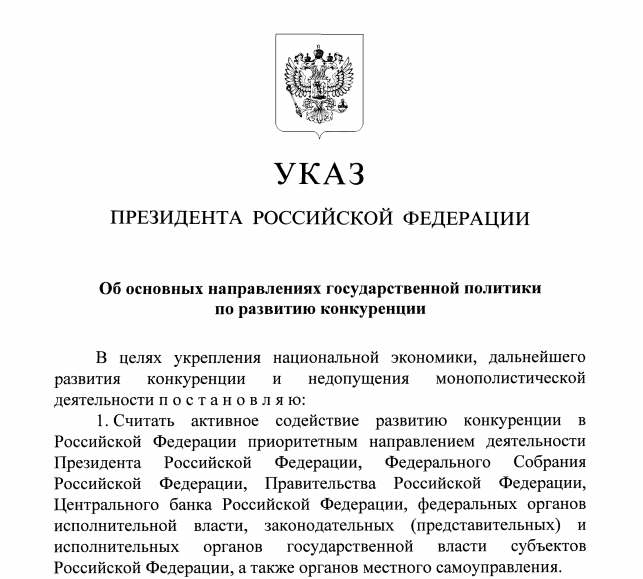 УКАЗ
ПРЕЗИДЕНТА РОССИЙСКОЙ ФЕДЕРАЦИИ
Об основных направлениях государственной политики
по развитию конкуренции
В целях укрепления национальной экономики, дальнейшего
развития конкуренции и недопущения монополистической
деятельности п о с т а н о в л я ю:
1. Считать активное содействие развитию конкуренции в
Российской Федерации приоритетным направлением деятельности
Президента Российской Федерации, Федерального Собрания
Российской Федерации, Правительства Российской Федерации,
Центрального банка Российской Федерации, федеральных органов
исполнительной власти, законодательных (представительных) и
исполнительных органов государственной власти субъектов
Российской Федерации, а также органов местного самоуправления.